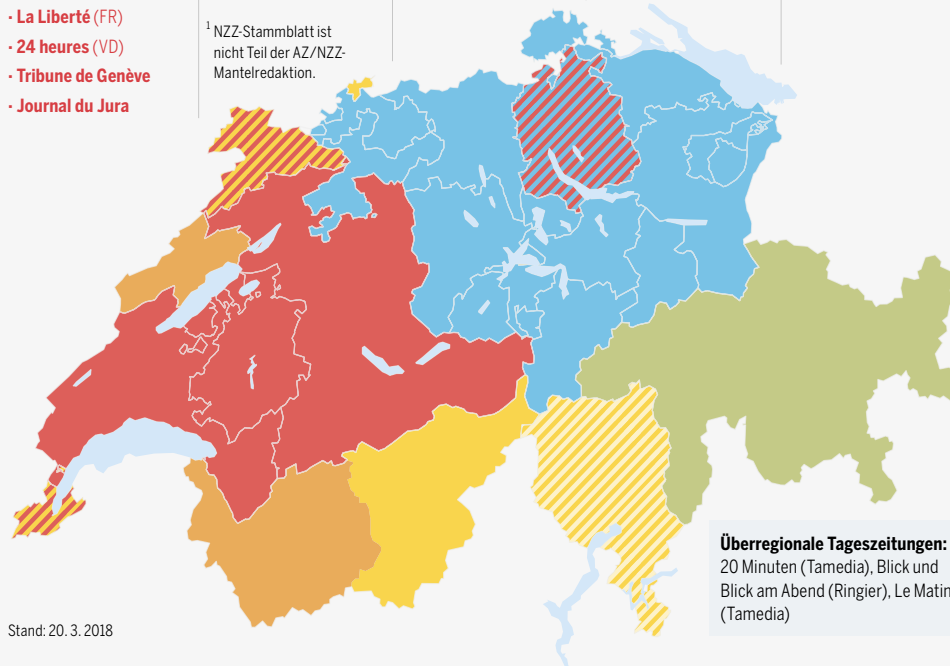 · La Liberté (FR)
· 24 heures (VD)
· Tribune de Genève
· Journal du Jura
¹ NZZ-Stammblatt ist
nicht Teil der AZ/NZZ-
Mantelredaktion.
Überregionale Tageszeitungen:
20 Minuten (Tamedia), Blick und
Blick am Abend (Ringier), Le Matin
(Tamedia)
Stand: 20. 3. 2018